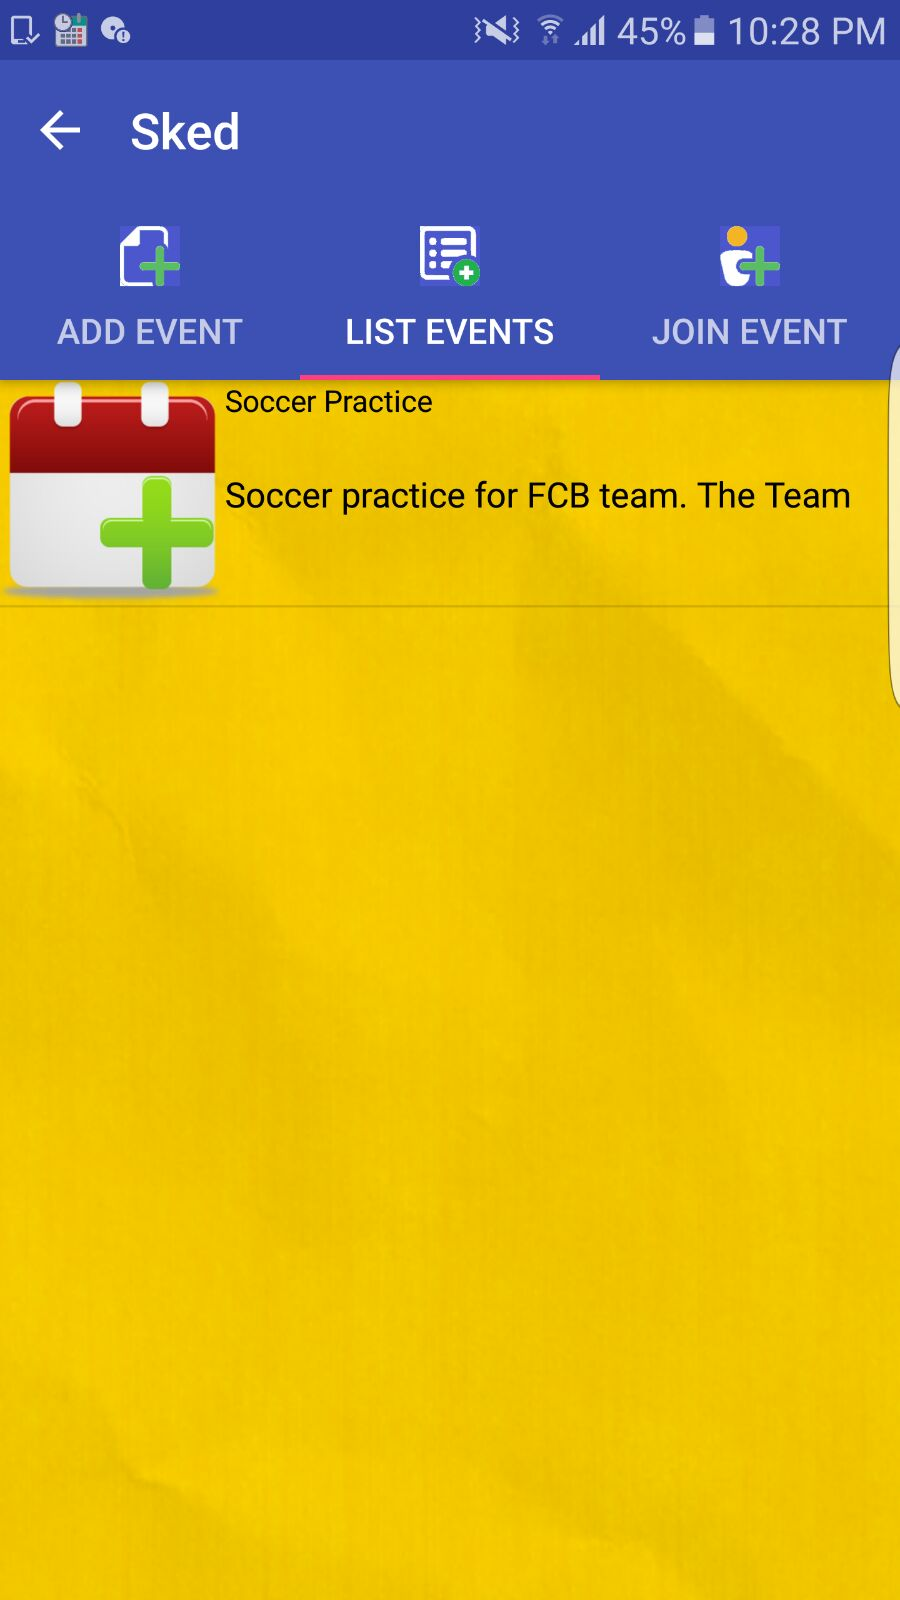 45% 10:28 PM
Sked
ADD EVENT LIST EVENTS JOIN EVENT
Soccer Practice
Soccer practice for FCB team. The Team